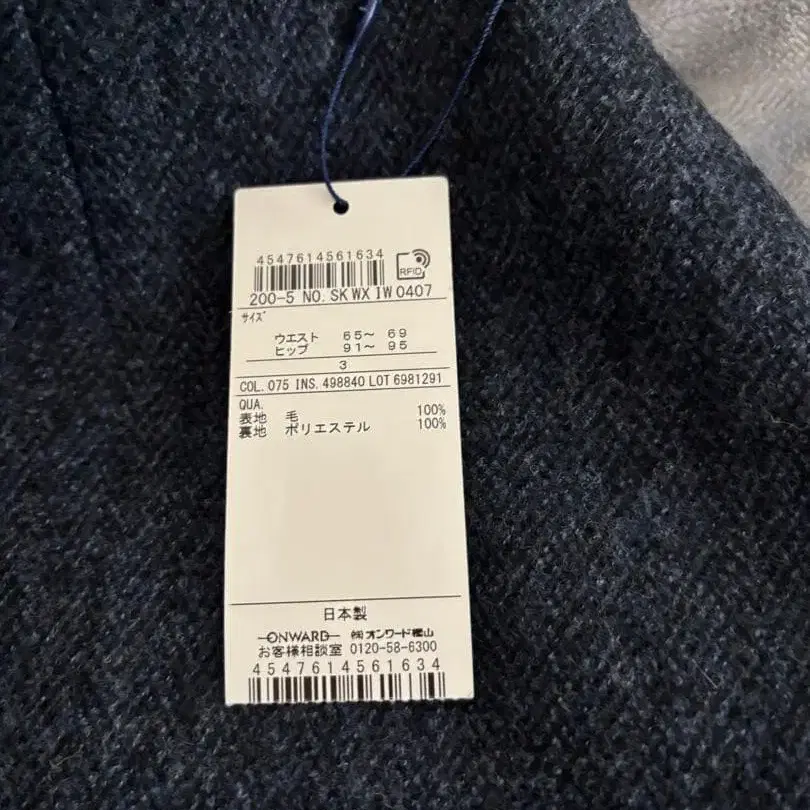 4547614561634
RFID
200-5 NO. SKWXIW0407
サイズ
ウエスト 65～ 69
ヒップ 91～ 95
3
COL. 075 INS. 498840 LOT 6981291
QUA.
表地 毛 100%
裏地 ポリエステル 100%
日本製
ONWARD ㈱オンワード樫山
お客様相談室 0120-58-6300
4547614561634